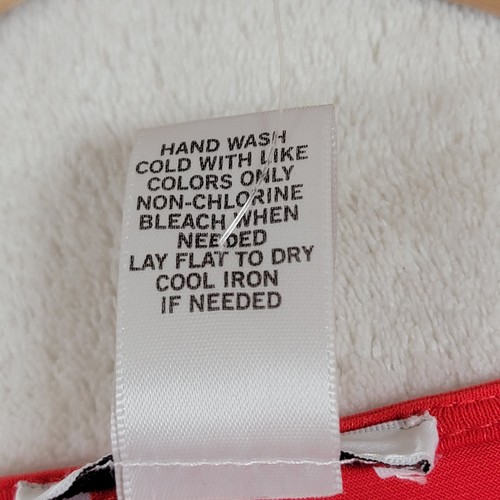 HAND WASH
COLD WITH LIKE
COLORS ONLY
NON-CHLORINE
BLEACH WHEN
NEEDED
LAY FLAT TO DRY
COOL IRON
IF NEEDED